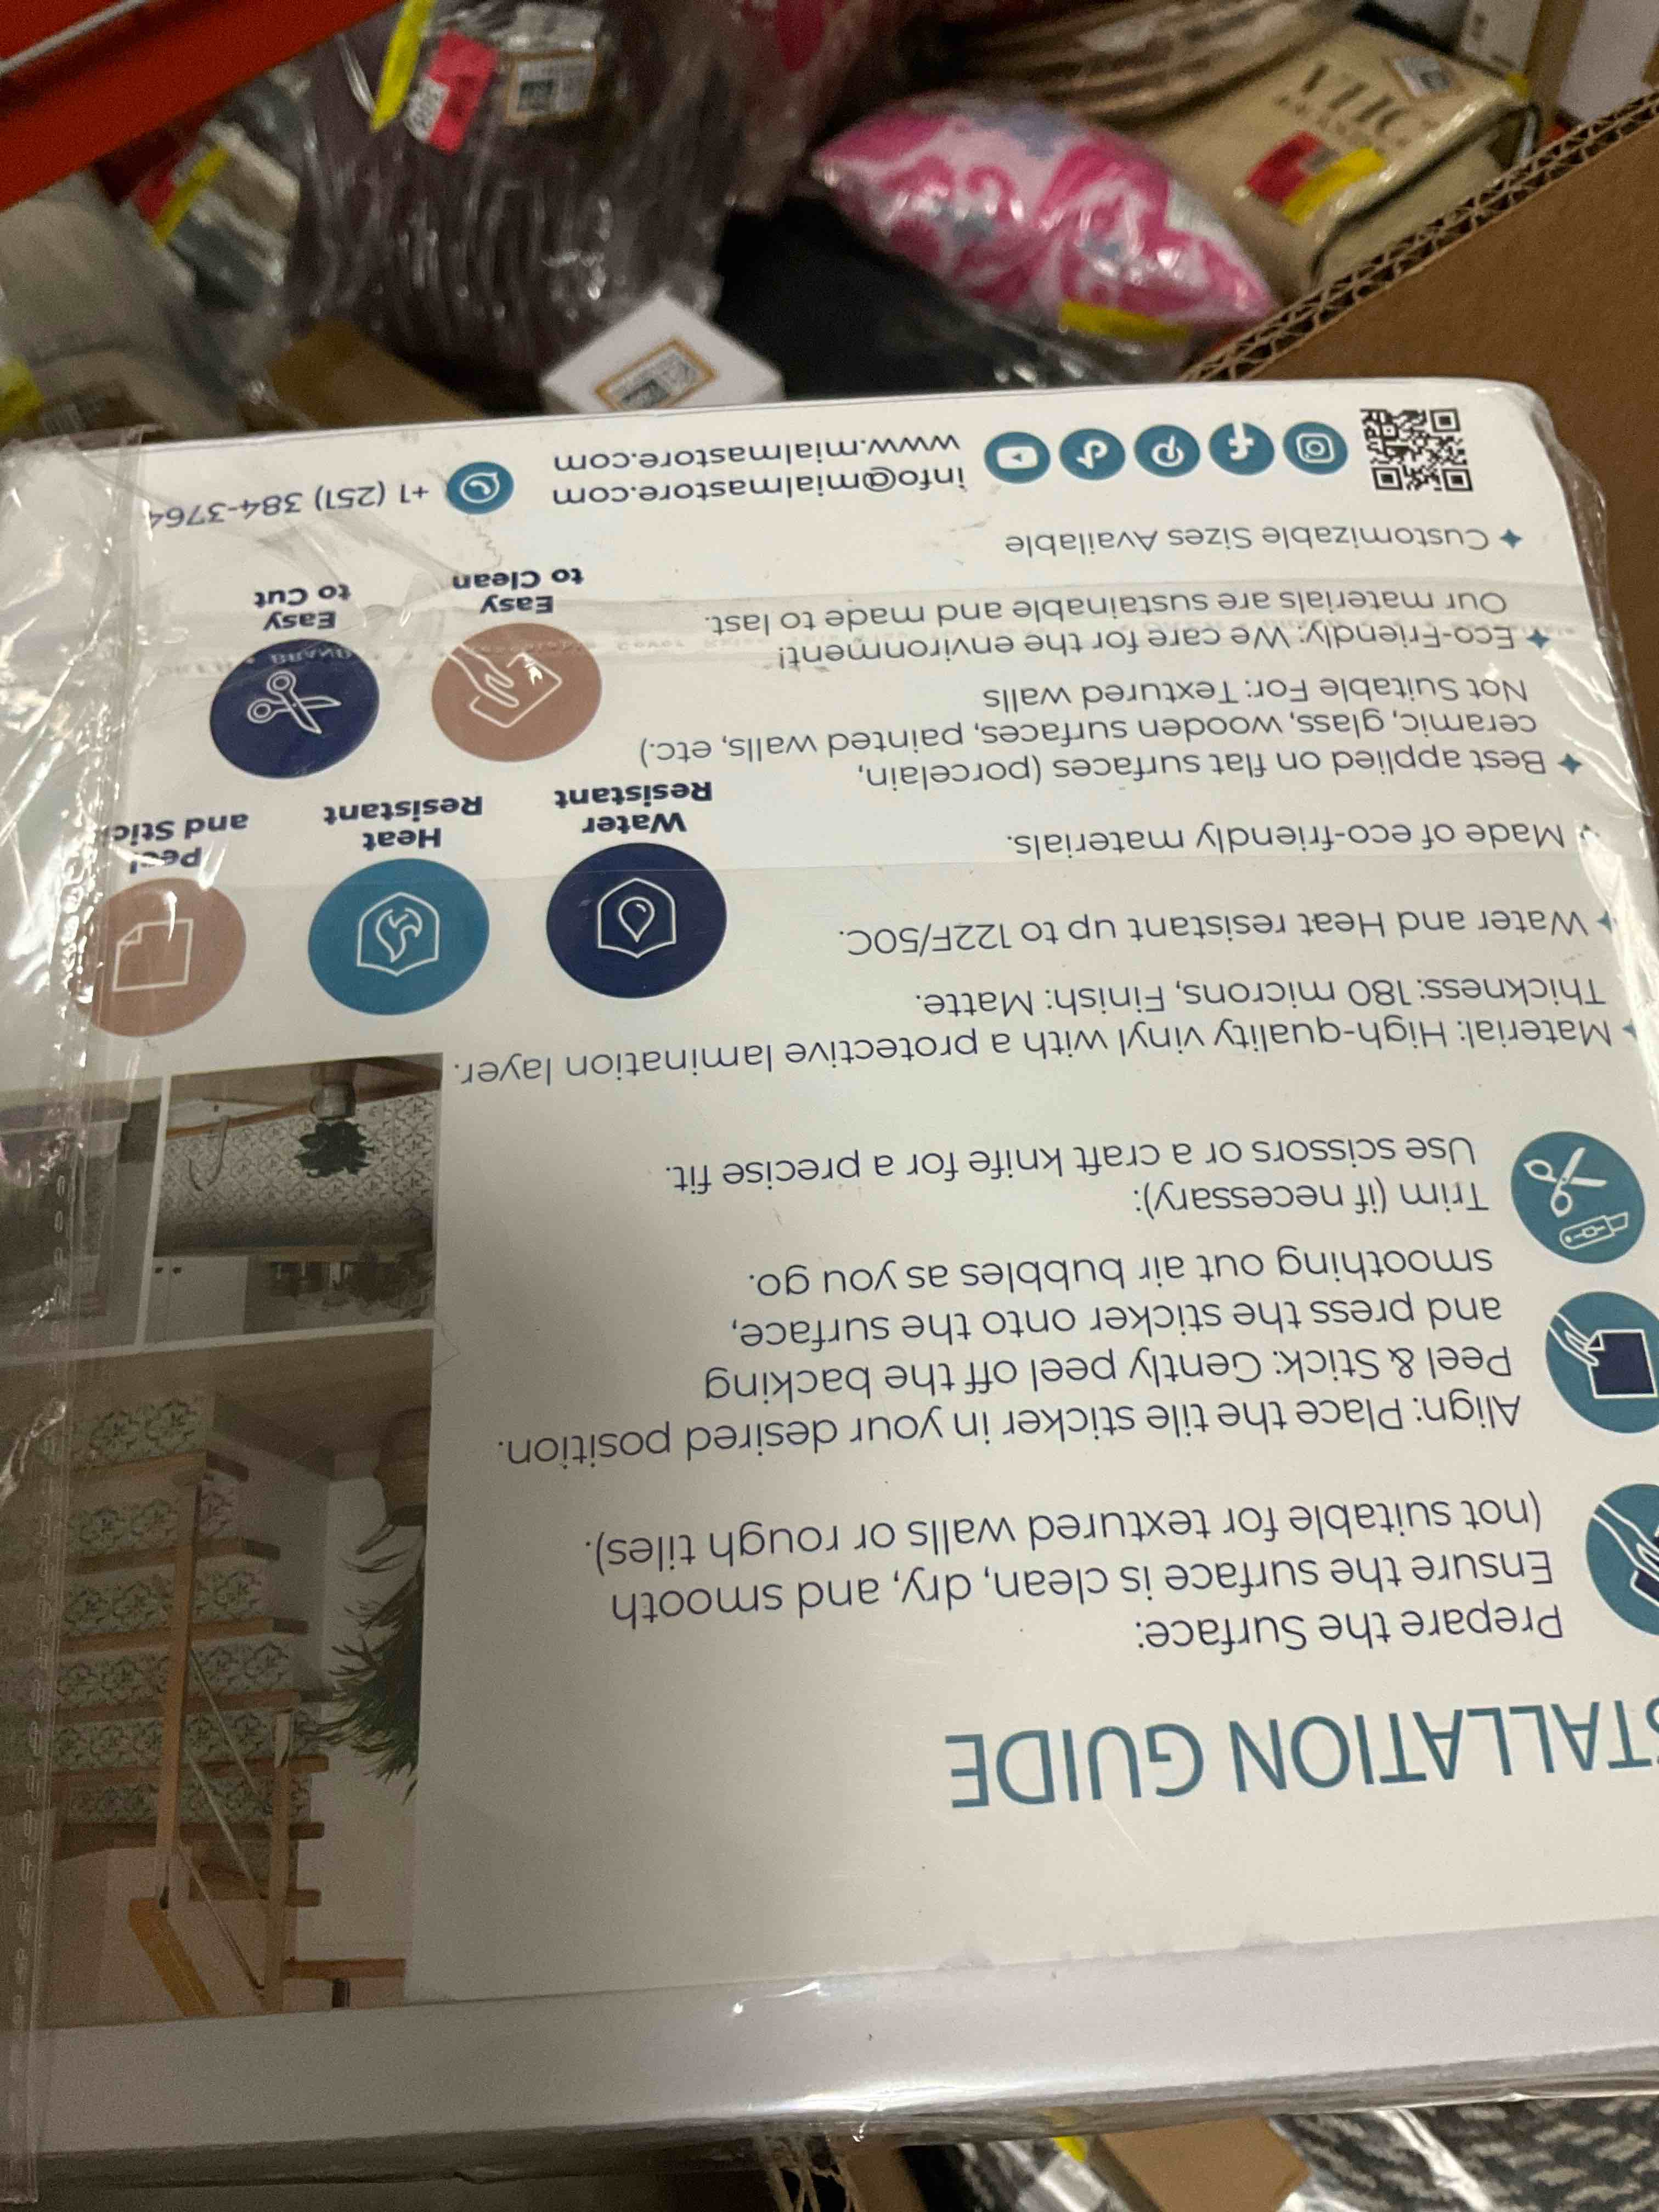 STALLATION GUIDE
Prepare the Surface:
Ensure the surface is clean, dry, and smooth
(not suitable for textured walls or rough tiles).
Align: Place the tile sticker in your desired position.
Peel & Stick: Gently peel off the backing
and press the sticker onto the surface,
smoothing out air bubbles as you go.
Trim (if necessary):
Use scissors or a craft knife for a precise fit.
Material: High-quality vinyl with a protective lamination layer.
Thickness: 180 microns, Finish: Matte.
Water and Heat resistant up to 122F/50C.
Made of eco-friendly materials.
Best applied on flat surfaces (porcelain,
ceramic, glass, wooden surfaces, painted walls, etc.)
Not Suitable For: Textured walls
Eco-Friendly: We care for the environment!
Our materials are sustainable and made to last.
Customizable Sizes Available
Water
Resistant
Heat
Resistant
Peel
and Stick
Easy
to Clean
Easy
to Cut
info@mialmastore.com
www.mialmastore.com
+1 (251) 384-3764